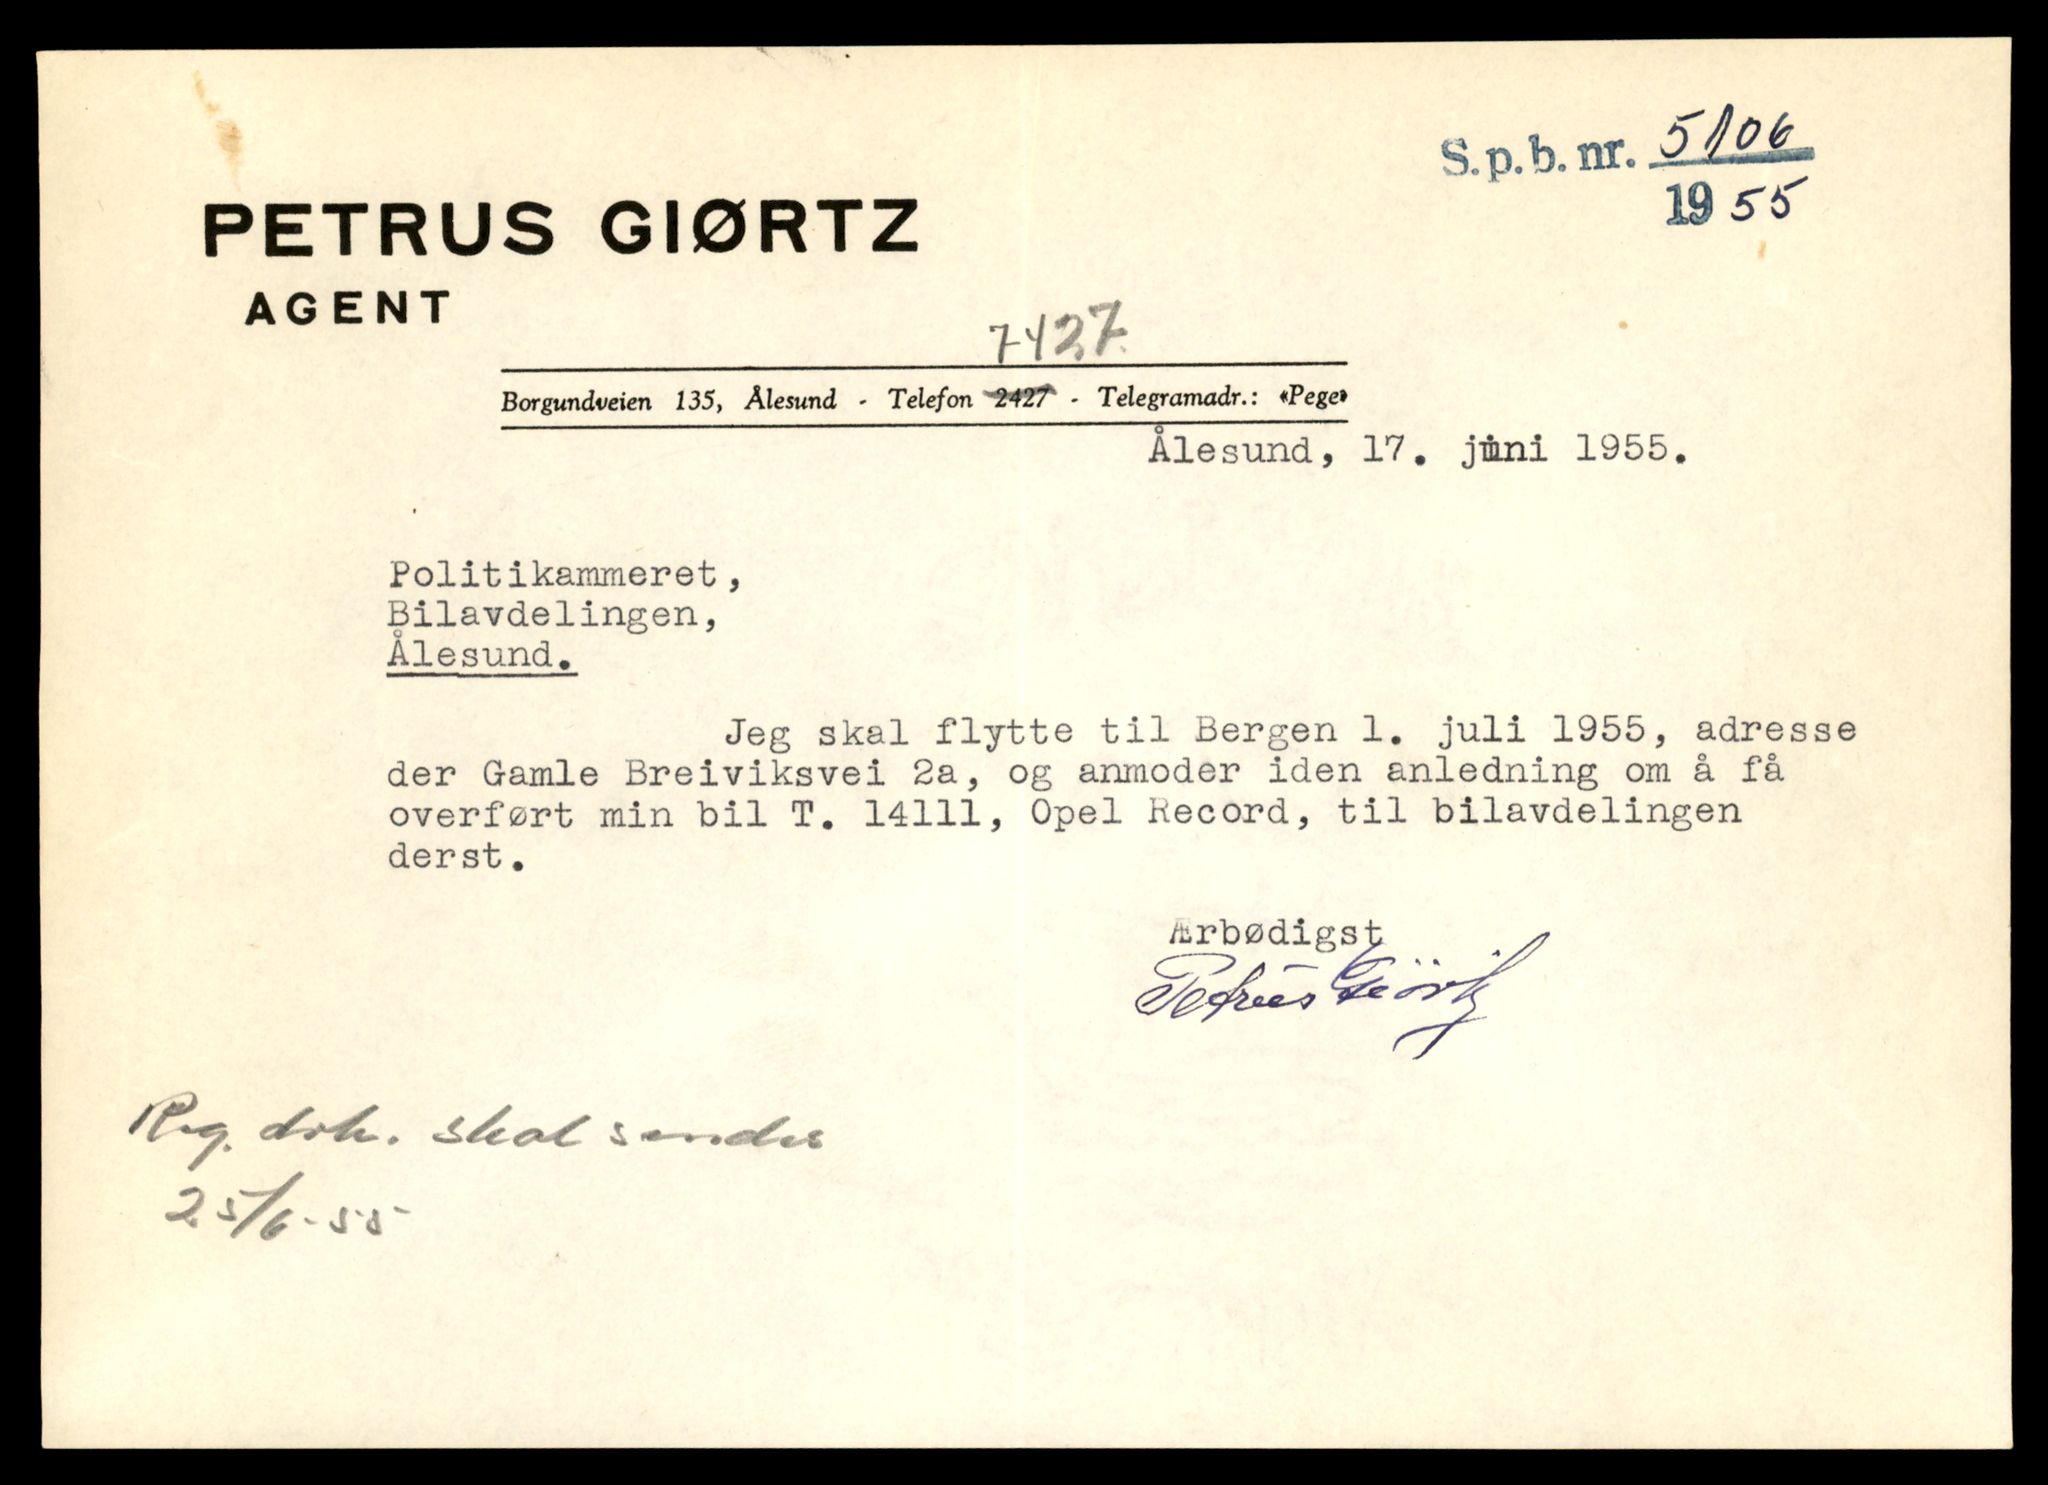 S.p.b. nr. 5106
1955
PETRUS GIØRTZ
AGENT
7427.
Borgundveien 135, Ålesund - Telefon 2427 - Telegramadr.: «Pege»
Ålesund, 17. juni 1955.
Politikammeret,
Bilavdelingen,
Ålesund.
Jeg skal flytte til Bergen 1. juli 1955, adresse
der Gamle Breiviksvei 2a, og anmoder iden anledning om å få
overført min bil T. 14111, Opel Record, til bilavdelingen
derst.
Ærbødigst
Petrus Giörtz
Reg. dok. skal sendes
25/6-55